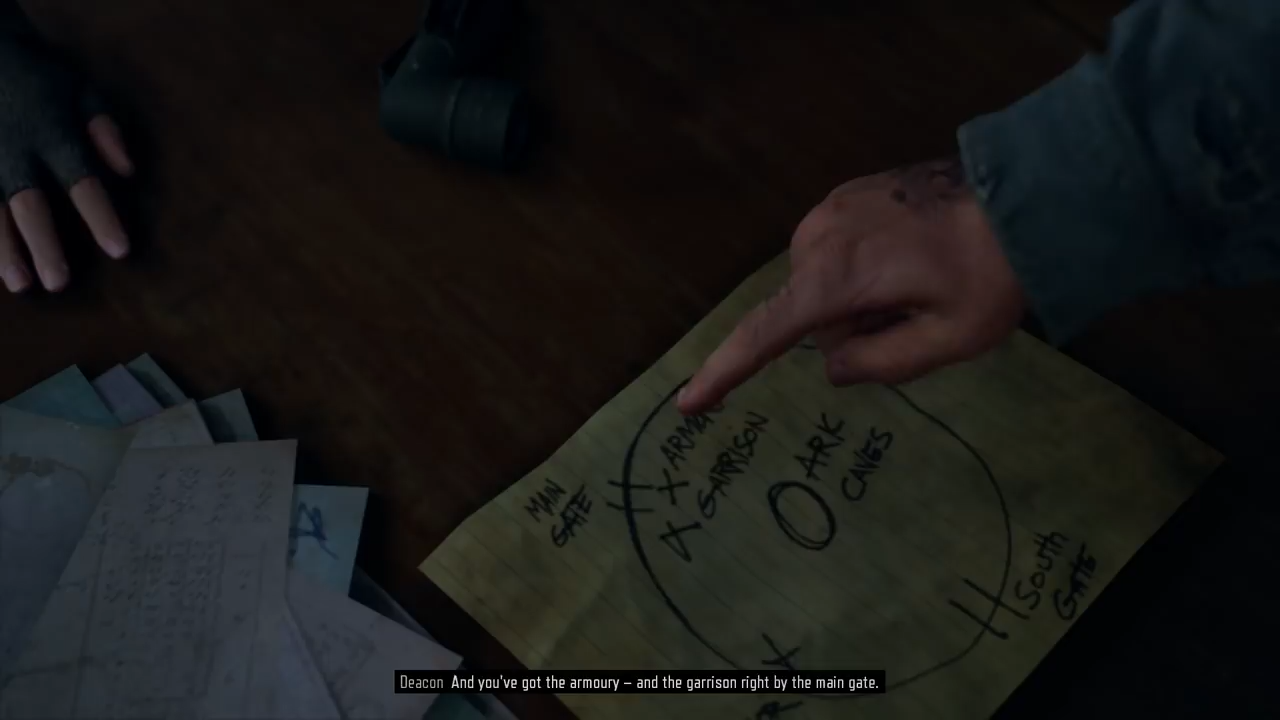 MAIN
GATE
GARRISON
ARK
CAVES
SOUTH
GATE
Deacon And you've got the armoury – and the garrison right by the main gate.